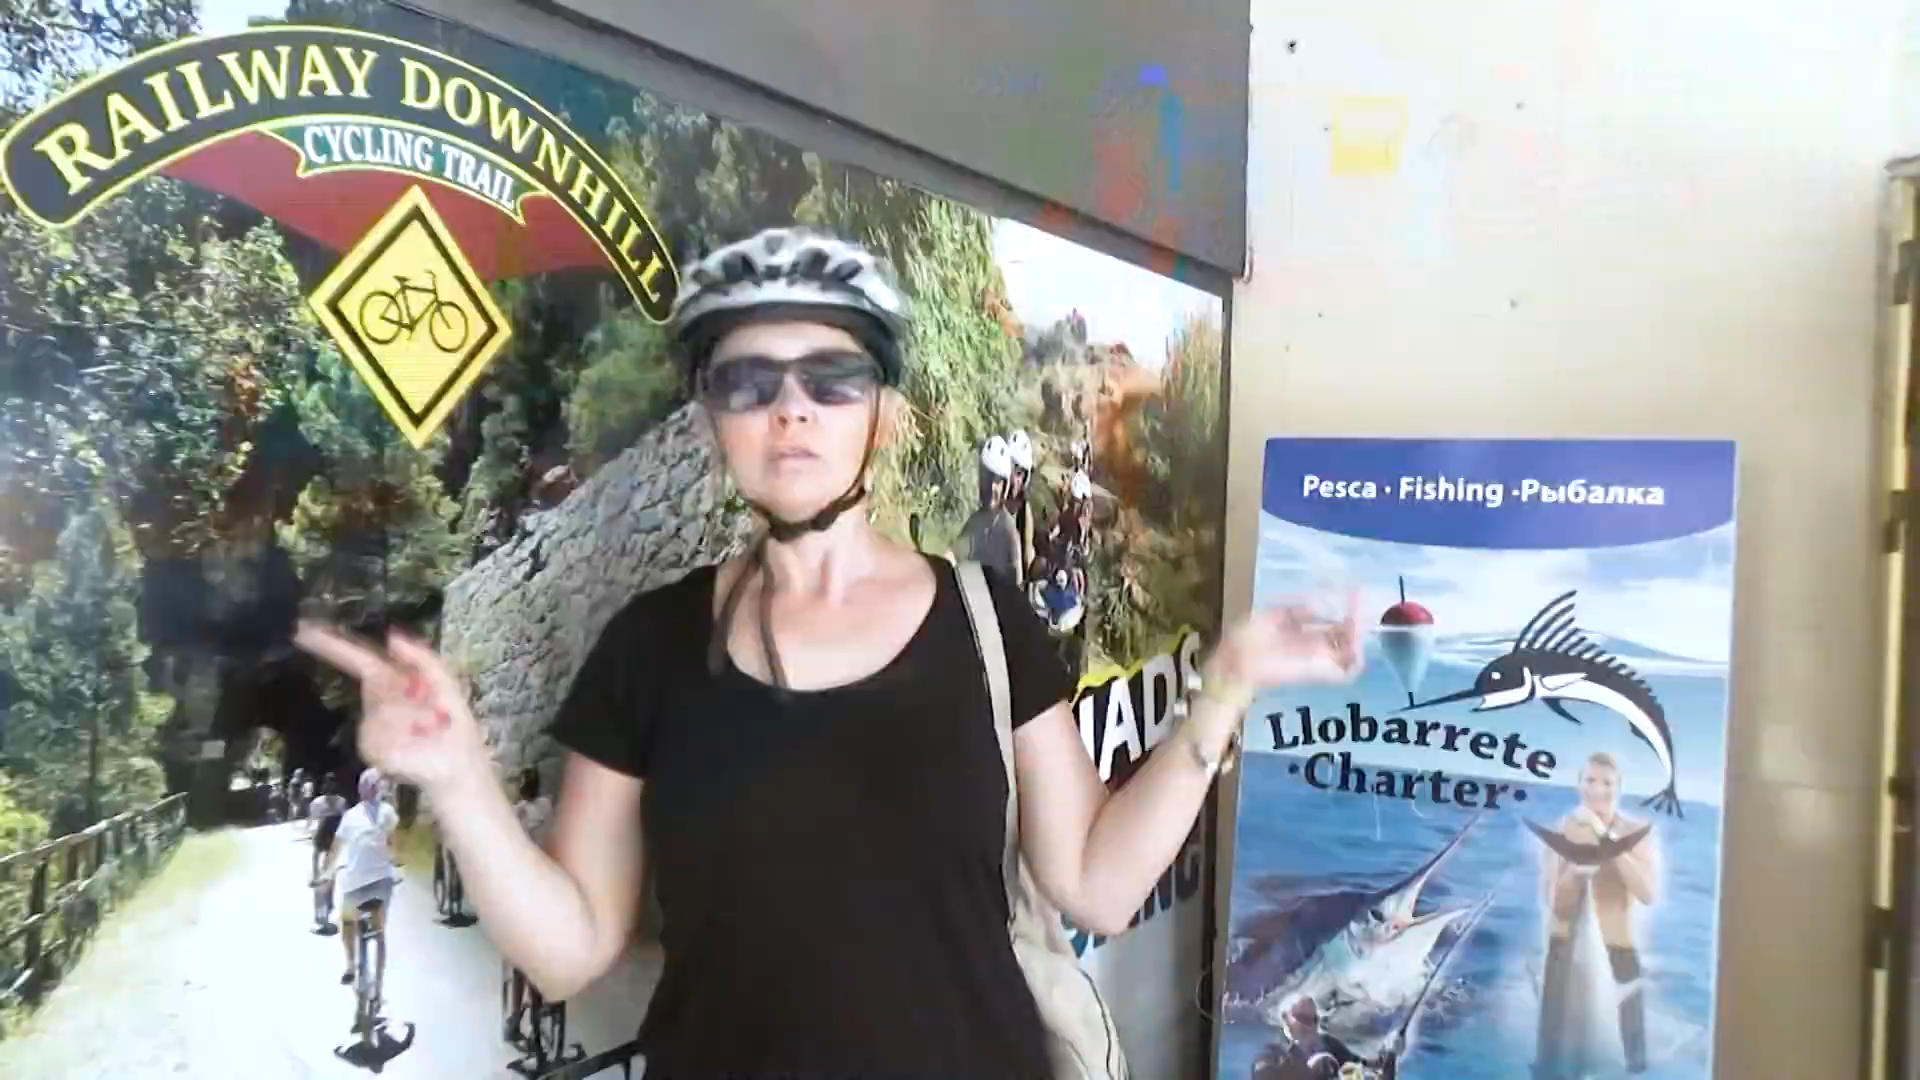 RAILWAY DOWNHILL
CYCLING TRAIL
Pesca · Fishing ·Рыбалка
Llobarrete
·Charter·